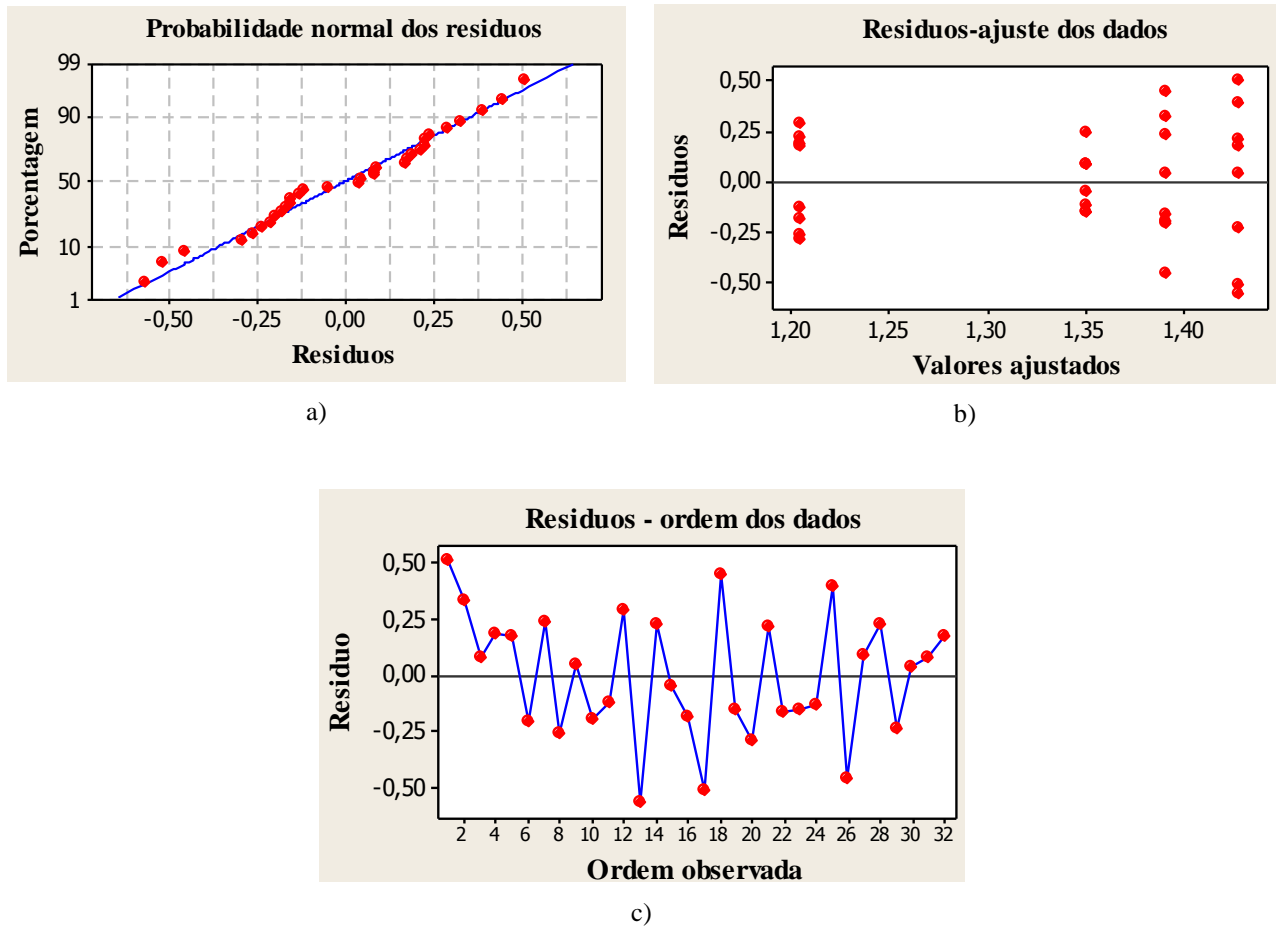 Probabilidade normal dos residuos
99
90
50
10
1
Porcentagem
-0,50 -0,25 0,00 0,25 0,50
Residuos
a)
Residuos-ajuste dos dados
0,50
0,25
0,00
-0,25
-0,50
Residuos
1,20 1,25 1,30 1,35 1,40
Valores ajustados
b)
Residuos - ordem dos dados
0,50
0,25
0,00
-0,25
-0,50
Residuo
2 4 6 8 10 12 14 16 18 20 22 24 26 28 30 32
Ordem observada
c)